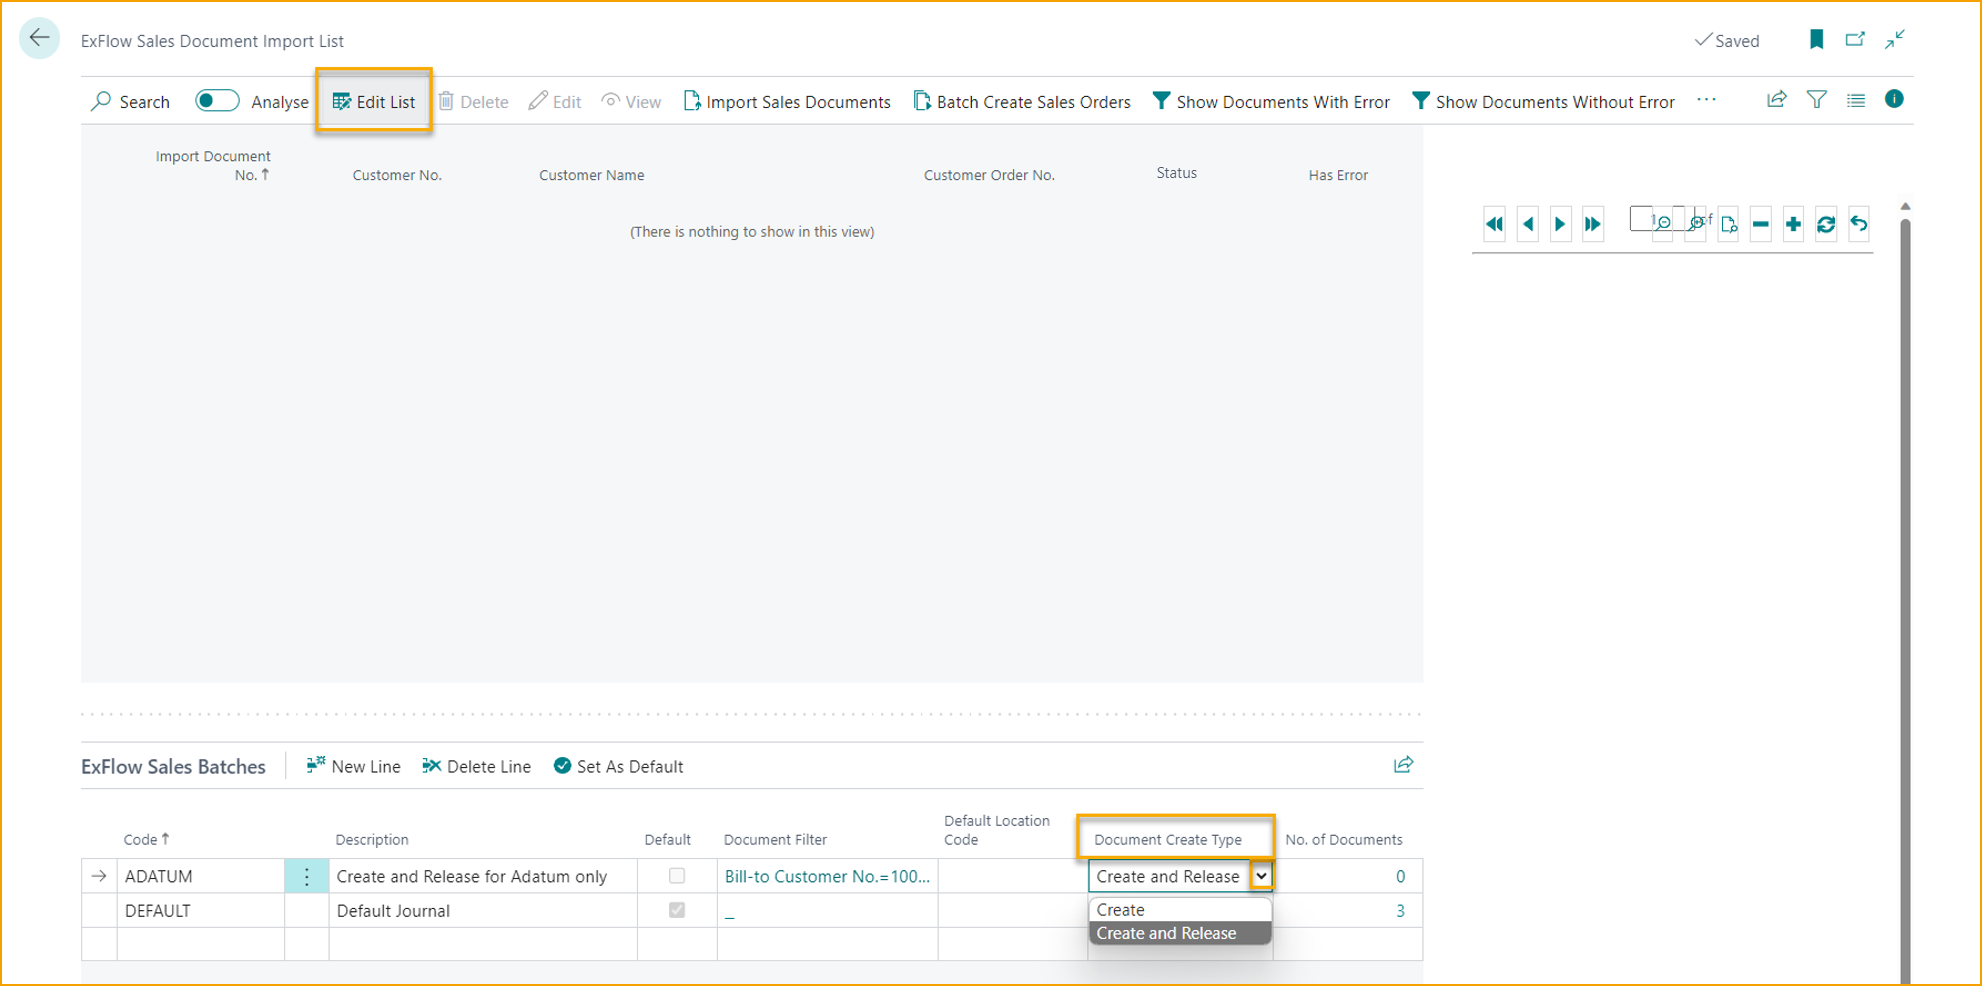 ExFlow Sales Document Import List
Saved
Search Analyse Edit List Delete Edit View Import Sales Documents Batch Create Sales Orders Show Documents With Error Show Documents Without Error ...
Import Document No. ↑ Customer No. Customer Name Customer Order No. Status Has Error
(There is nothing to show in this view)
1 of
ExFlow Sales Batches New Line Delete Line Set As Default
Code ↑ Description Default Document Filter Default Location Code Document Create Type No. of Documents
→ ADATUM Create and Release for Adatum only Bill-to Customer No.=100... Create and Release 0
DEFAULT Default Journal _ 3
Create
Create and Release